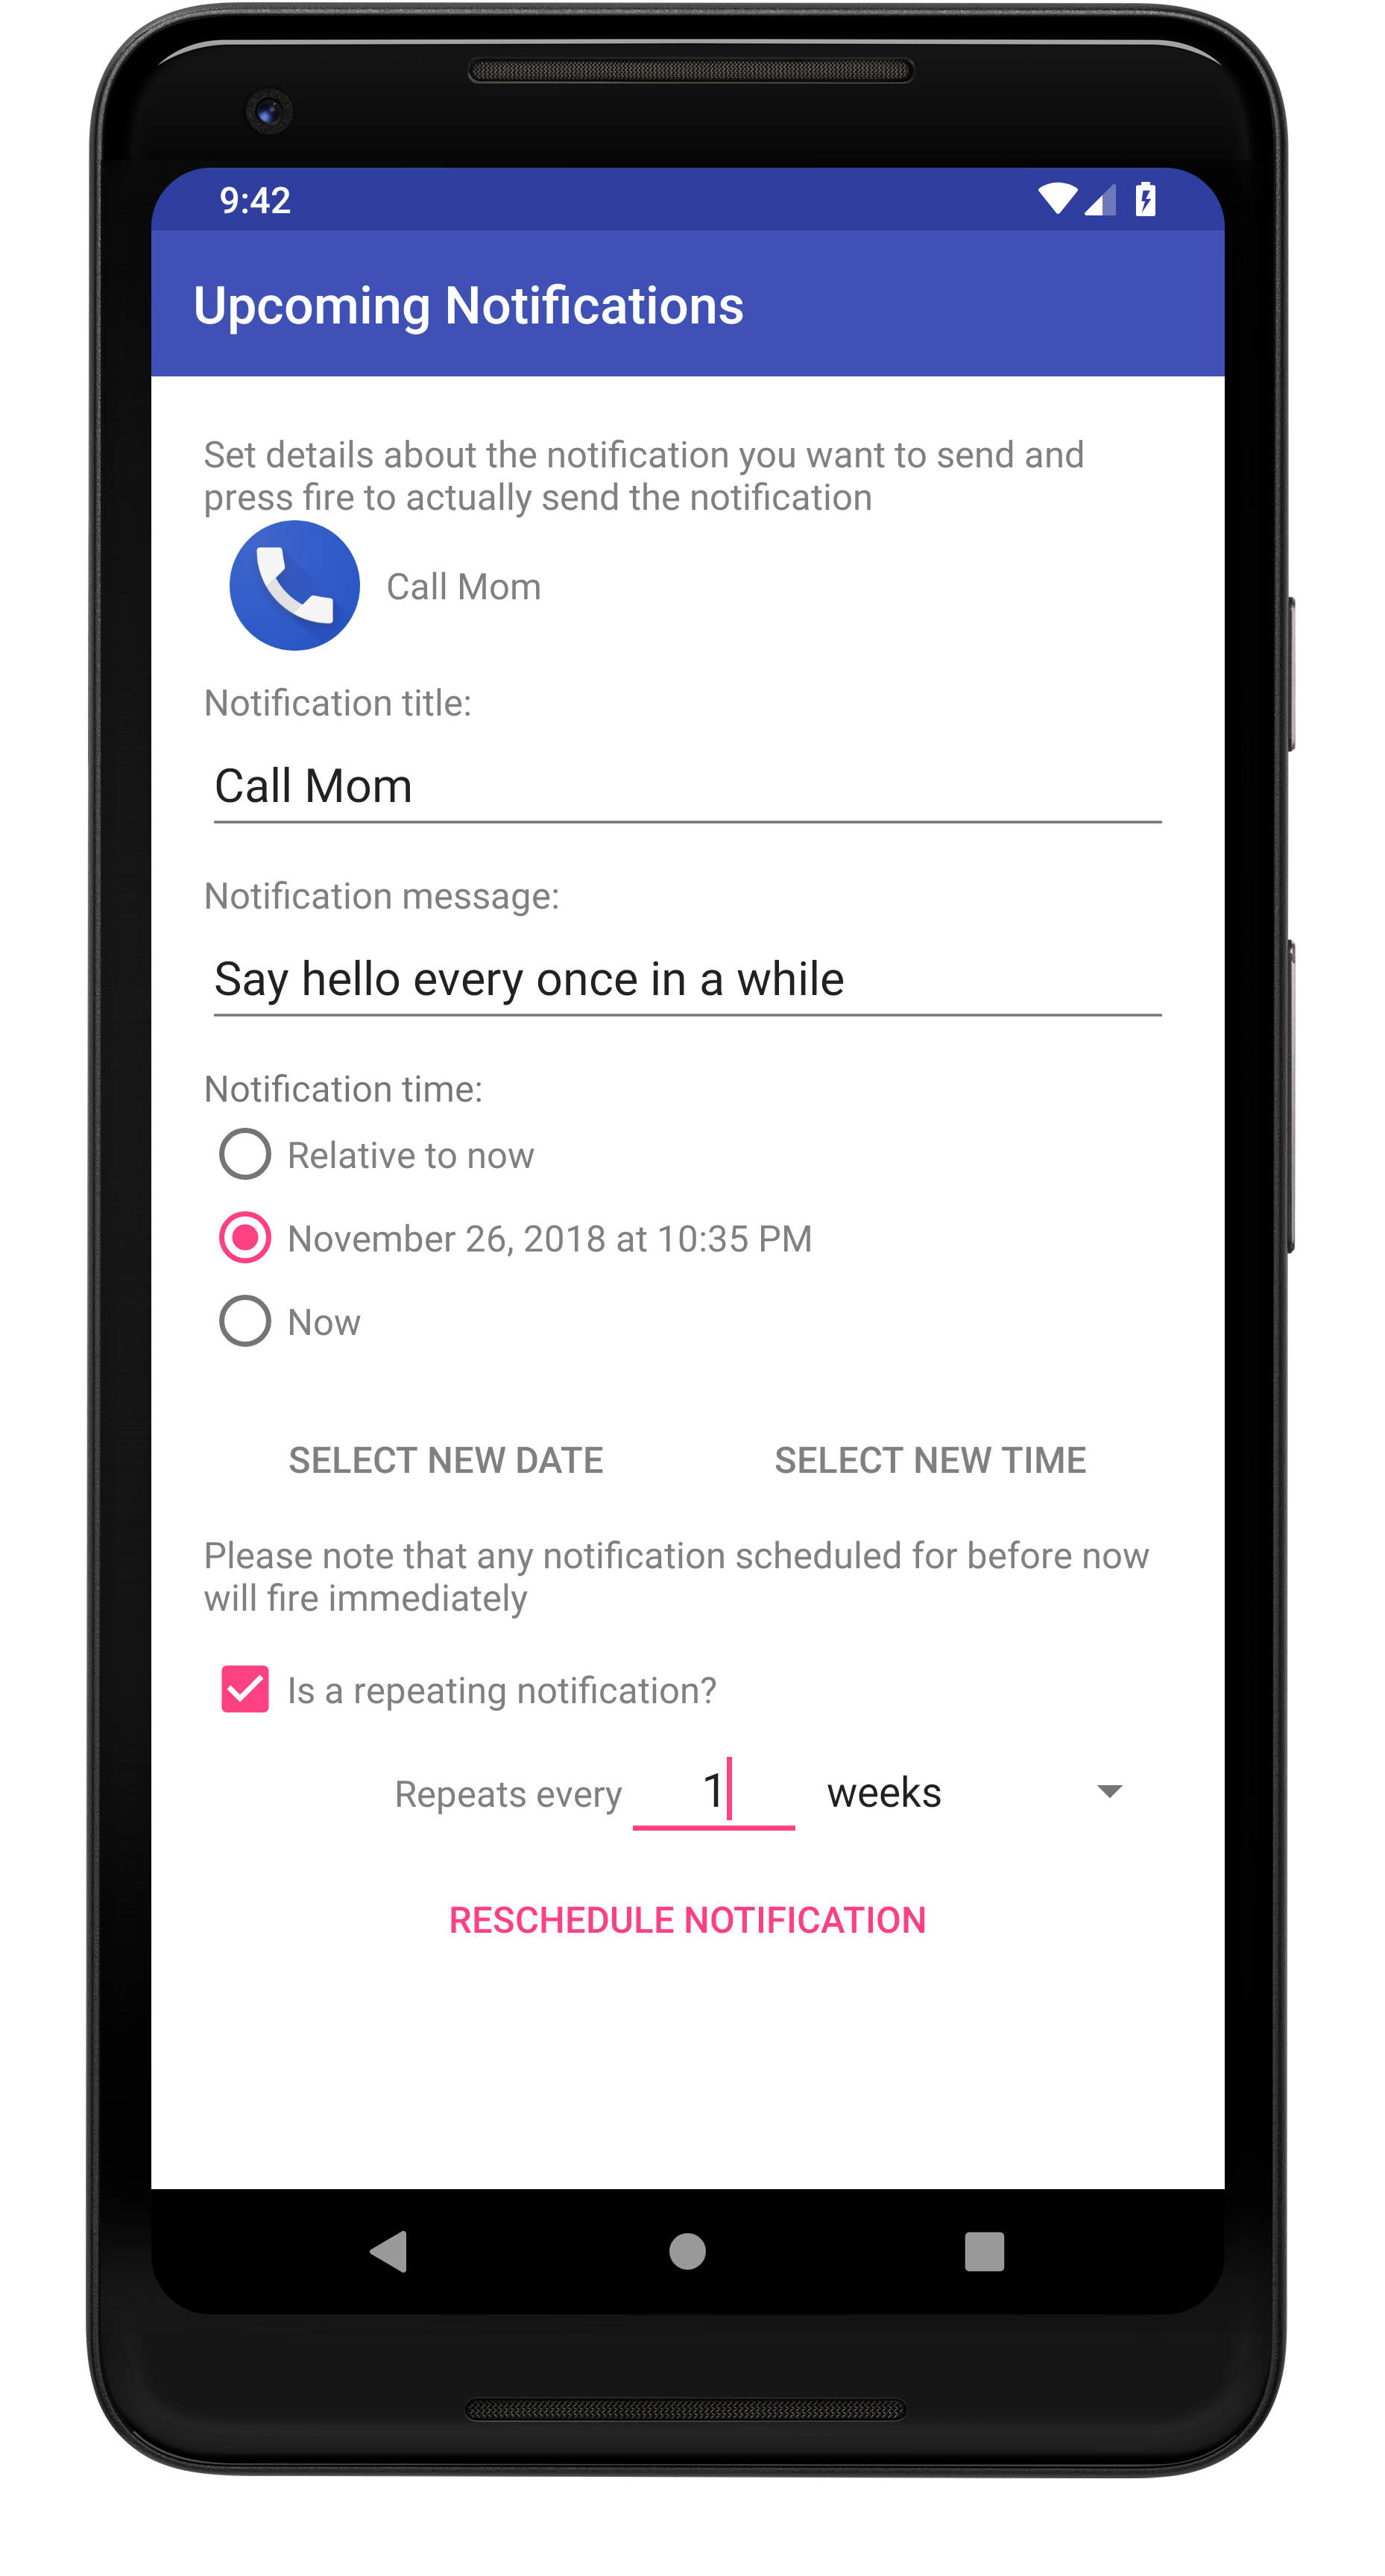 9:42
Upcoming Notifications
Set details about the notification you want to send and
press fire to actually send the notification
Call Mom
Notification title:
Call Mom
Notification message:
Say hello every once in a while
Notification time:
Relative to now
November 26, 2018 at 10:35 PM
Now
SELECT NEW DATE SELECT NEW TIME
Please note that any notification scheduled for before now
will fire immediately
Is a repeating notification?
Repeats every 1 weeks
RESCHEDULE NOTIFICATION